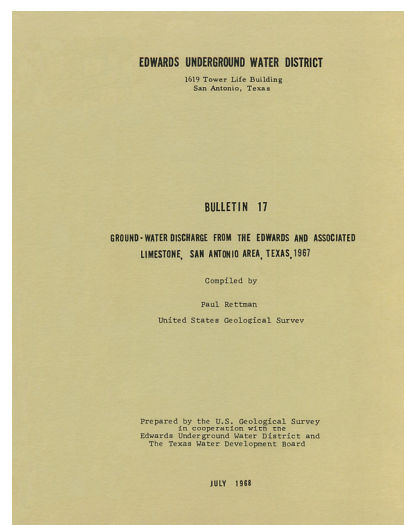 EDWARDS UNDERGROUND WATER DISTRICT
1619 Tower Life Building
San Antonio, Texas
BULLETIN 17
GROUND-WATER DISCHARGE FROM THE EDWARDS AND ASSOCIATED
LIMESTONE, SAN ANTONIO AREA, TEXAS, 1967
Compiled by
Paul Rettman
United States Geological Survey
Prepared by the U.S. Geological Survey
in cooperation with the
Edwards Underground Water District and
The Texas Water Development Board
JULY 1968